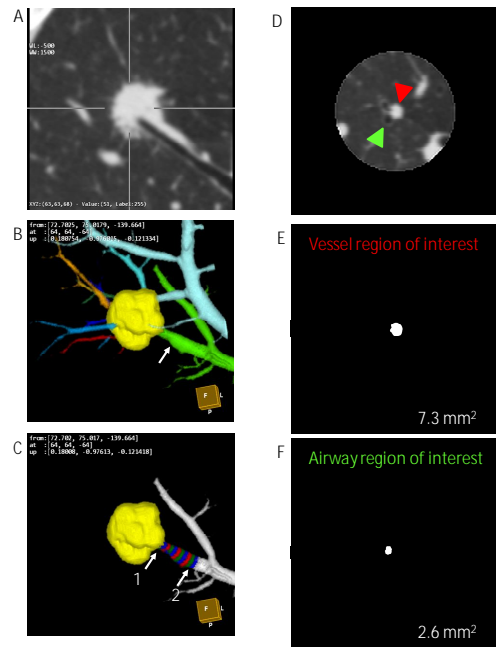 A
WL:-500
WW:1500
XYZ:(63,63,60) - Value:(53, Label:255)
B
from:[72.7025, 75.0179, -139.664]
at :[64, 64, -64]
up :[0.180754, -0.976015, -0.121334]
F
L
P
C
from:[72.702, 75.017, -139.664]
at :[64, 64, -64]
up :[0.18008, -0.97613, -0.121418]
1
2
F
L
P
D
E
Vessel region of interest
7.3 mm²
F
Airway region of interest
2.6 mm²